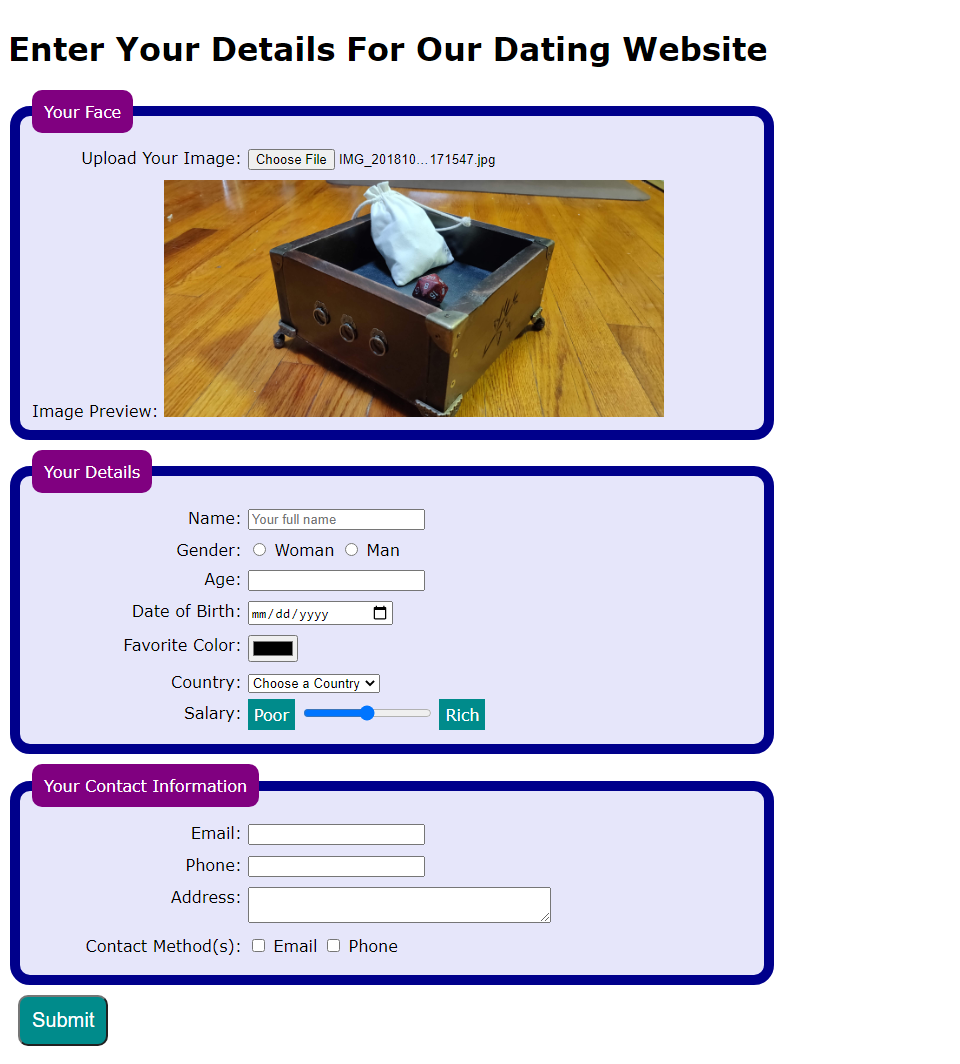 Enter Your Details For Our Dating Website
Your Face
Upload Your Image: Choose File IMG_201810...171547.jpg
Image Preview:
Your Details
Name: Your full name
Gender: Woman Man
Age:
Date of Birth: mm/dd/yyyy
Favorite Color:
Country: Choose a Country
Salary: Poor Rich
Your Contact Information
Email:
Phone:
Address:
Contact Method(s): Email Phone
Submit